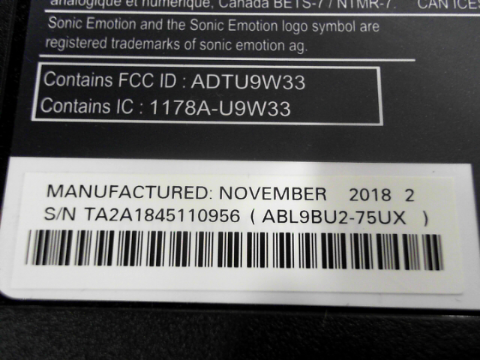 analogique et numérique, Canada BETS-7 / NTMR-7. CAN ICES
Sonic Emotion and the Sonic Emotion logo symbol are
registered trademarks of sonic emotion ag.
Contains FCC ID : ADTU9W33
Contains IC : 1178A-U9W33
MANUFACTURED: NOVEMBER 2018 2
S/N TA2A1845110956 ( ABL9BU2-75UX )